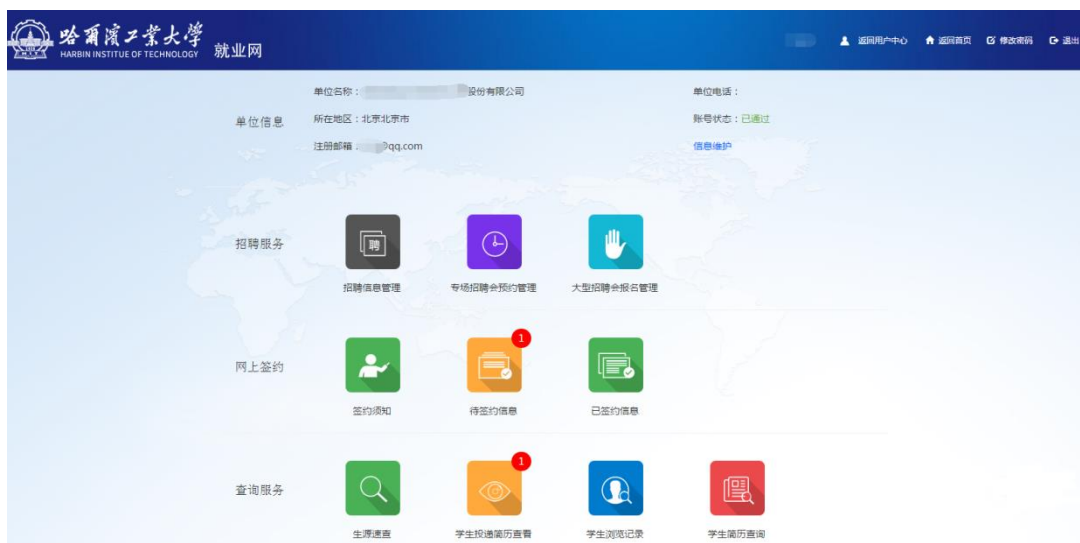 哈爾濱工業大學
HARBIN INSTITUE OF TECHNOLOGY
就业网
返回用户中心 返回首页 修改密码 退出
单位名称： 股份有限公司 单位电话：
单位信息
所在地区：北京北京市 账号状态：已通过
注册邮箱： @qq.com 信息维护
招聘服务
聘
招聘信息管理 专场招聘会预约管理 大型招聘会报名管理
网上签约
1
签约须知 待签约信息 已签约信息
查询服务
1
生源速查 学生投递简历查看 学生浏览记录 学生简历查询